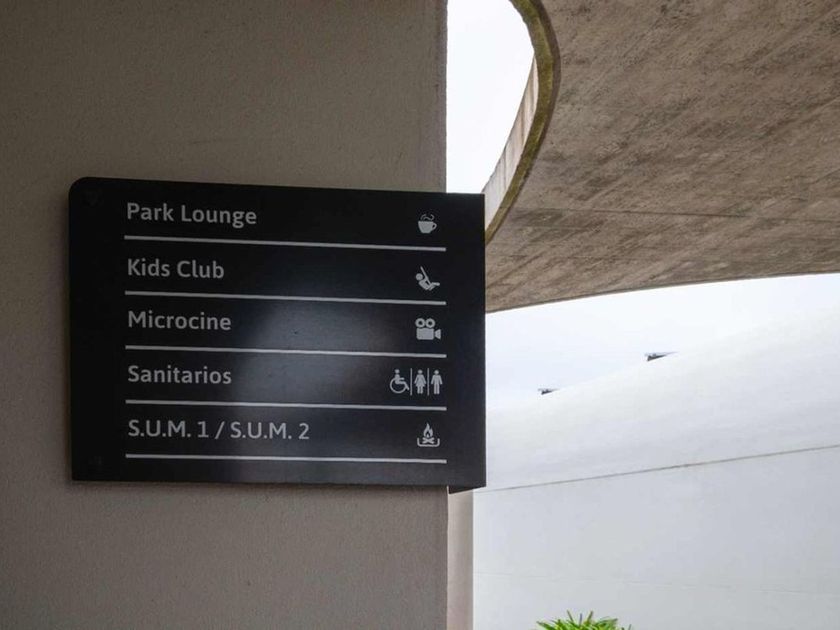 Park Lounge
Kids Club
Microcine
Sanitarios
S.U.M. 1 / S.U.M. 2